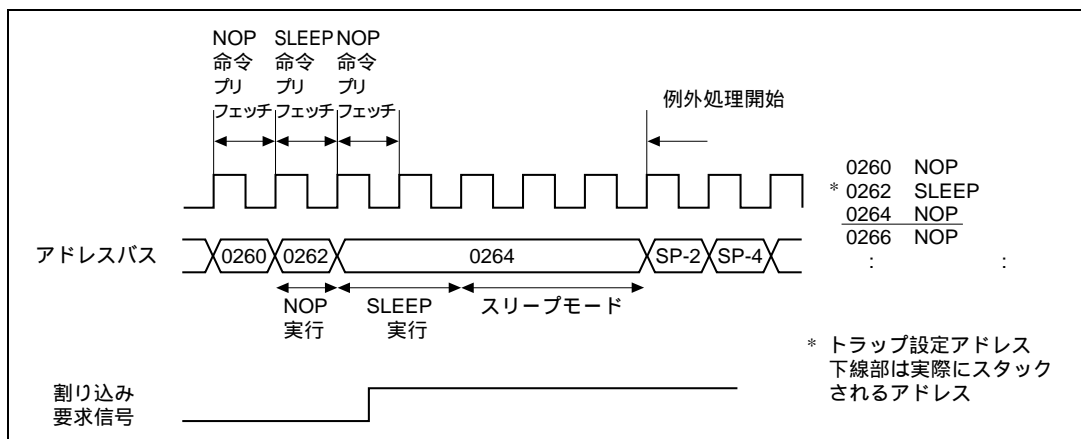 NOP SLEEP NOP
命令 命令 命令
プリ プリ プリ
フェッチ フェッチ フェッチ
例外処理開始
0260 NOP
* 0262 SLEEP
0264 NOP
0266 NOP
: :
アドレスバス 0260 0262 0264 SP-2 SP-4
NOP SLEEP スリープモード
実行 実行
* トラップ設定アドレス
下線部は実際にスタック
されるアドレス
割り込み
要求信号